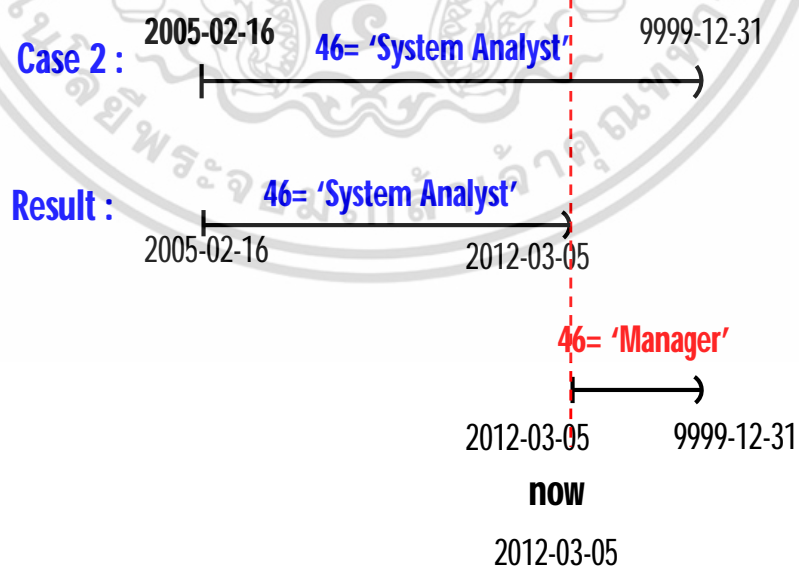 Case 2 :
2005-02-16
46= ‘System Analyst’
9999-12-31
Result :
46= ‘System Analyst’
2005-02-16
2012-03-05
46= ‘Manager’
2012-03-05
9999-12-31
now
2012-03-05